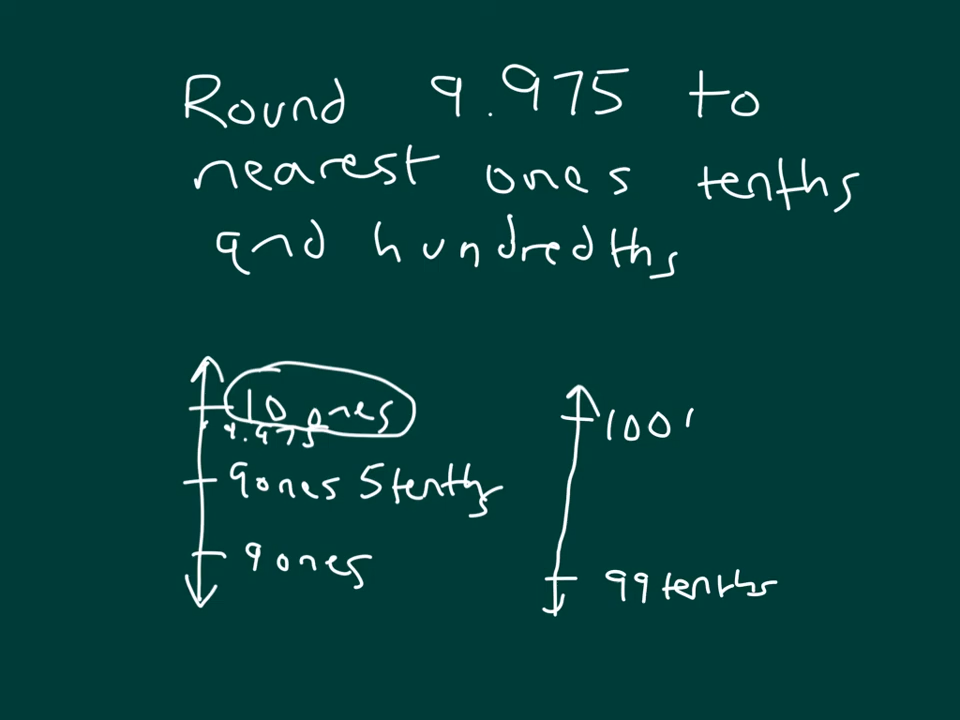 Round 9.975 to
nearest ones tenths
and hundredths
10 ones
9.975
9 ones 5 tenths
9 ones
100
99 tenths